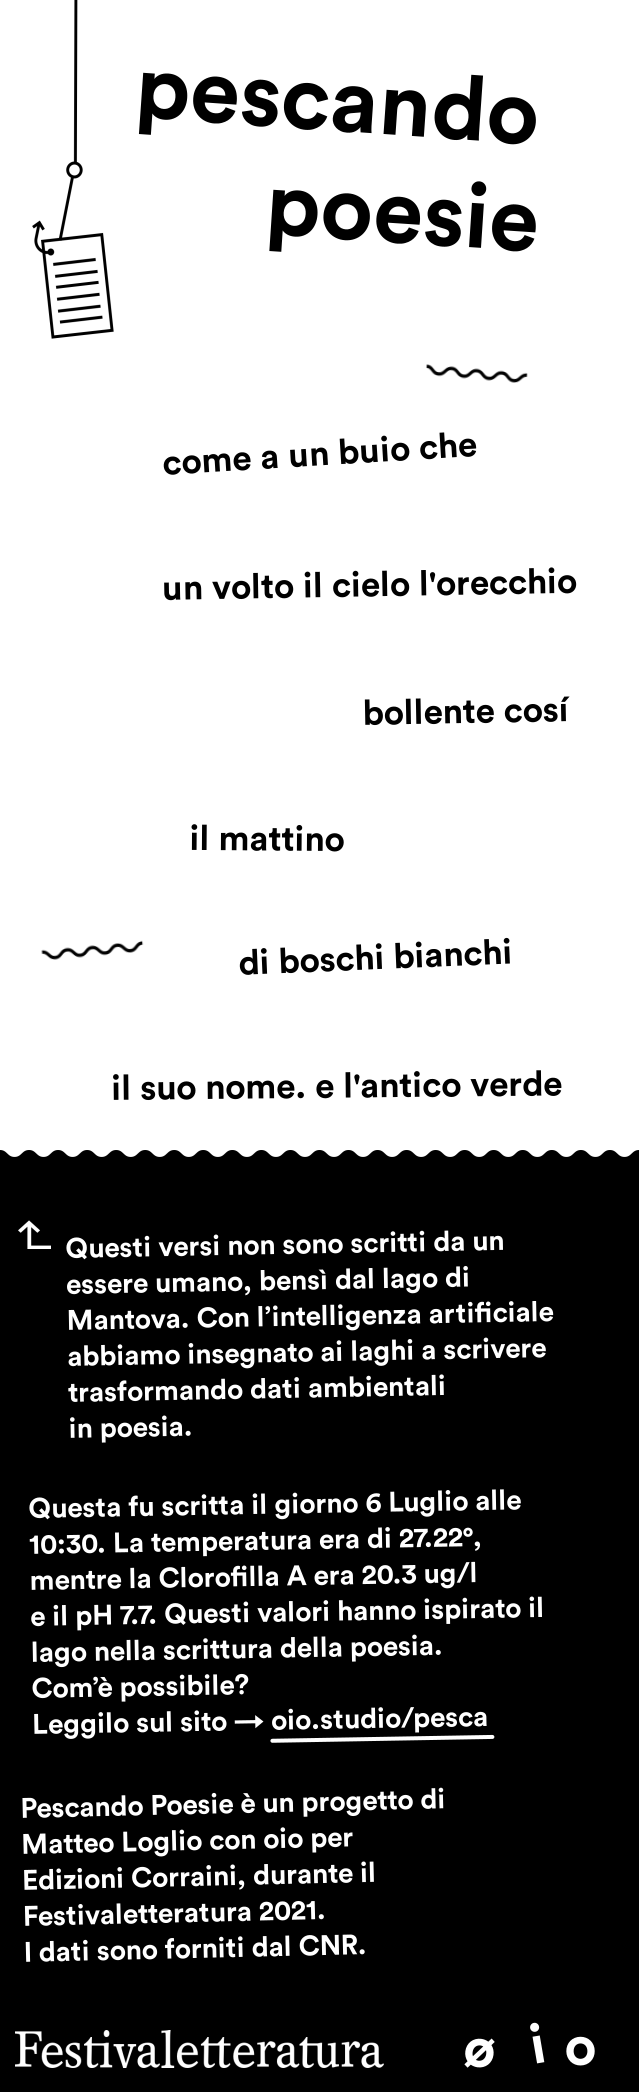 pescando
poesie
come a un buio che
un volto il cielo l'orecchio
bollente cosí
il mattino
di boschi bianchi
il suo nome. e l'antico verde
Questi versi non sono scritti da un
essere umano, bensì dal lago di
Mantova. Con l’intelligenza artificiale
abbiamo insegnato ai laghi a scrivere
trasformando dati ambientali
in poesia.
Questa fu scritta il giorno 6 Luglio alle
10:30. La temperatura era di 27.22°,
mentre la Clorofilla A era 20.3 ug/l
e il pH 7.7. Questi valori hanno ispirato il
lago nella scrittura della poesia.
Com’è possibile?
Leggilo sul sito → oio.studio/pesca
Pescando Poesie è un progetto di
Matteo Loglio con oio per
Edizioni Corraini, durante il
Festivaletteratura 2021.
I dati sono forniti dal CNR.
Festivaletteratura ø i o